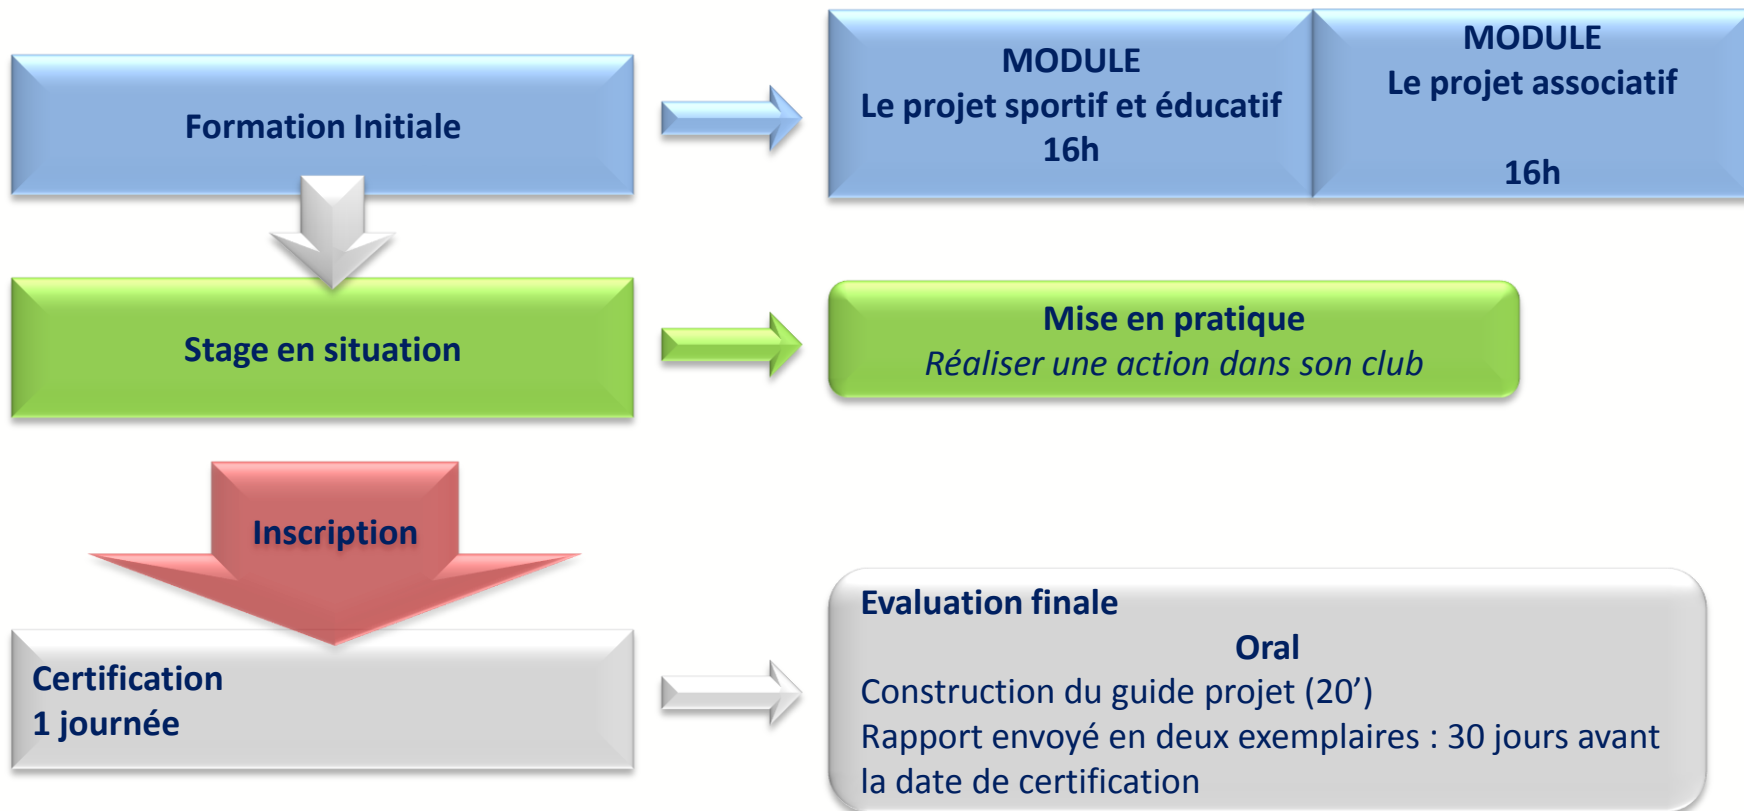 Formation Initiale
MODULE
Le projet sportif et éducatif
16h
MODULE
Le projet associatif
16h
Stage en situation
Mise en pratique
Réaliser une action dans son club
Inscription
Certification
1 journée
Evaluation finale
Oral
Construction du guide projet (20’)
Rapport envoyé en deux exemplaires : 30 jours avant
la date de certification